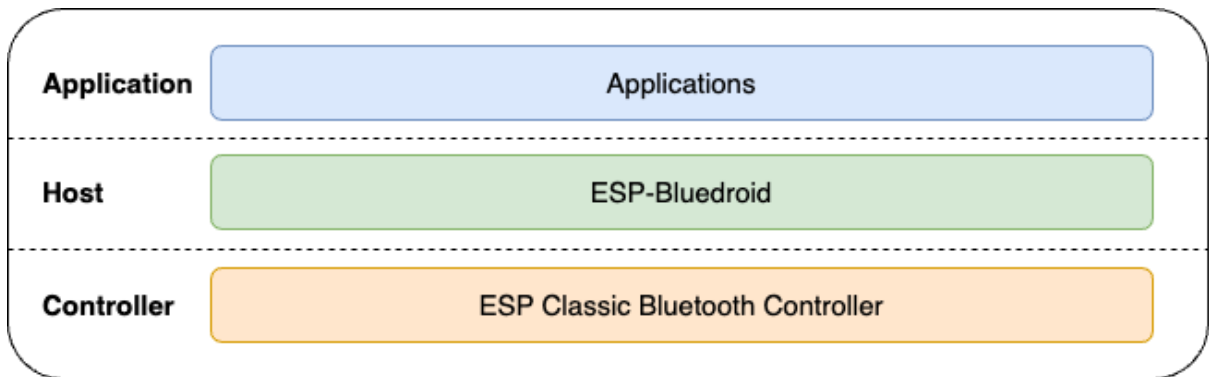 Application Applications
Host ESP-Bluedroid
Controller ESP Classic Bluetooth Controller